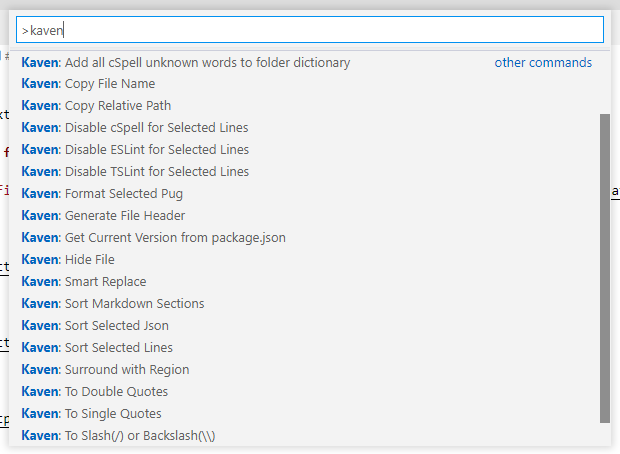 >kaven
Kaven: Add all cSpell unknown words to folder dictionary other commands
Kaven: Copy File Name
Kaven: Copy Relative Path
Kaven: Disable cSpell for Selected Lines
Kaven: Disable ESLint for Selected Lines
Kaven: Disable TSLint for Selected Lines
Kaven: Format Selected Pug
Kaven: Generate File Header
Kaven: Get Current Version from package.json
Kaven: Hide File
Kaven: Smart Replace
Kaven: Sort Markdown Sections
Kaven: Sort Selected Json
Kaven: Sort Selected Lines
Kaven: Surround with Region
Kaven: To Double Quotes
Kaven: To Single Quotes
Kaven: To Slash(/) or Backslash(\\)